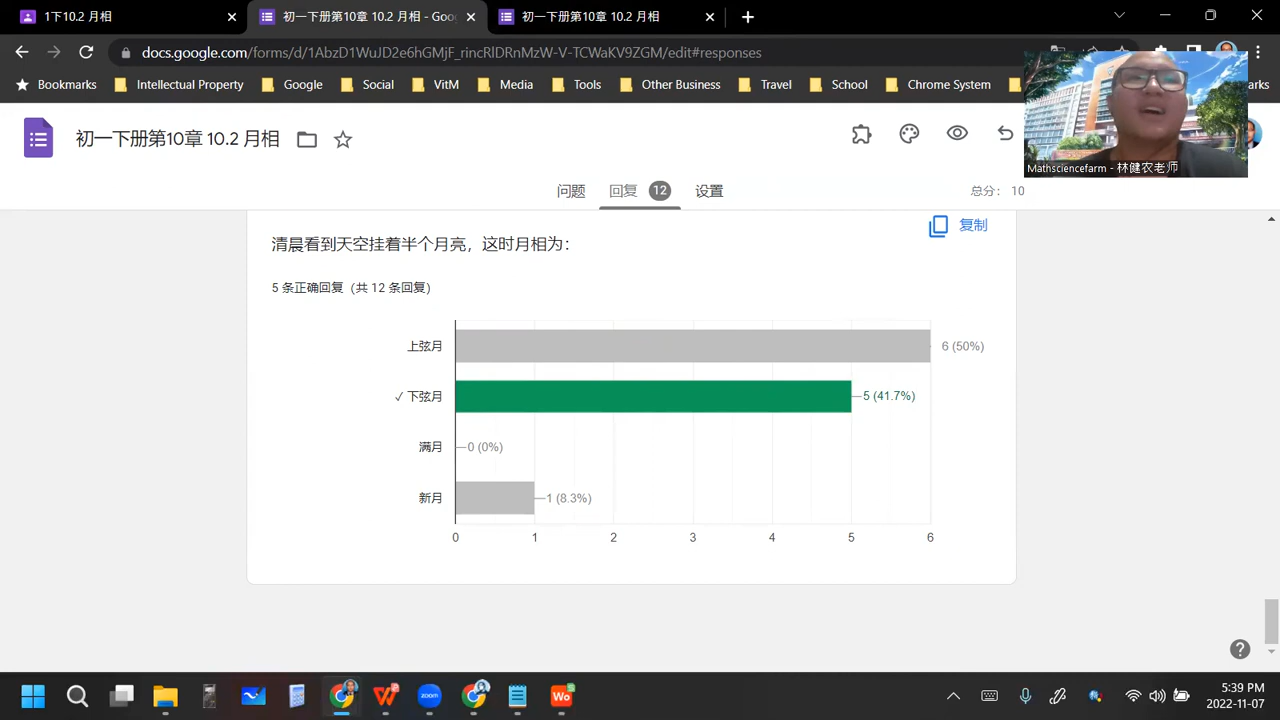 1下10.2 月相
初一下册第10章 10.2 月相 - Goo
初一下册第10章 10.2 月相
docs.google.com/forms/d/1AbzD1WuJD2e6hGMjF_rincRlDRnMzW-V-TCWaKV9ZGM/edit#responses
Bookmarks Intellectual Property Google Social VitM Media Tools Other Business Travel School Chrome System
初一下册第10章 10.2 月相
Mathsciencefarm - 林健农老师
问题 回复 12 设置 总分: 10
复制
清晨看到天空挂着半个月亮，这时月相为:
5 条正确回复（共 12 条回复)
上弦月 6 (50%)
✓ 下弦月 5 (41.7%)
满月 0 (0%)
新月 1 (8.3%)
0 1 2 3 4 5 6
5:39 PM
2022-11-07